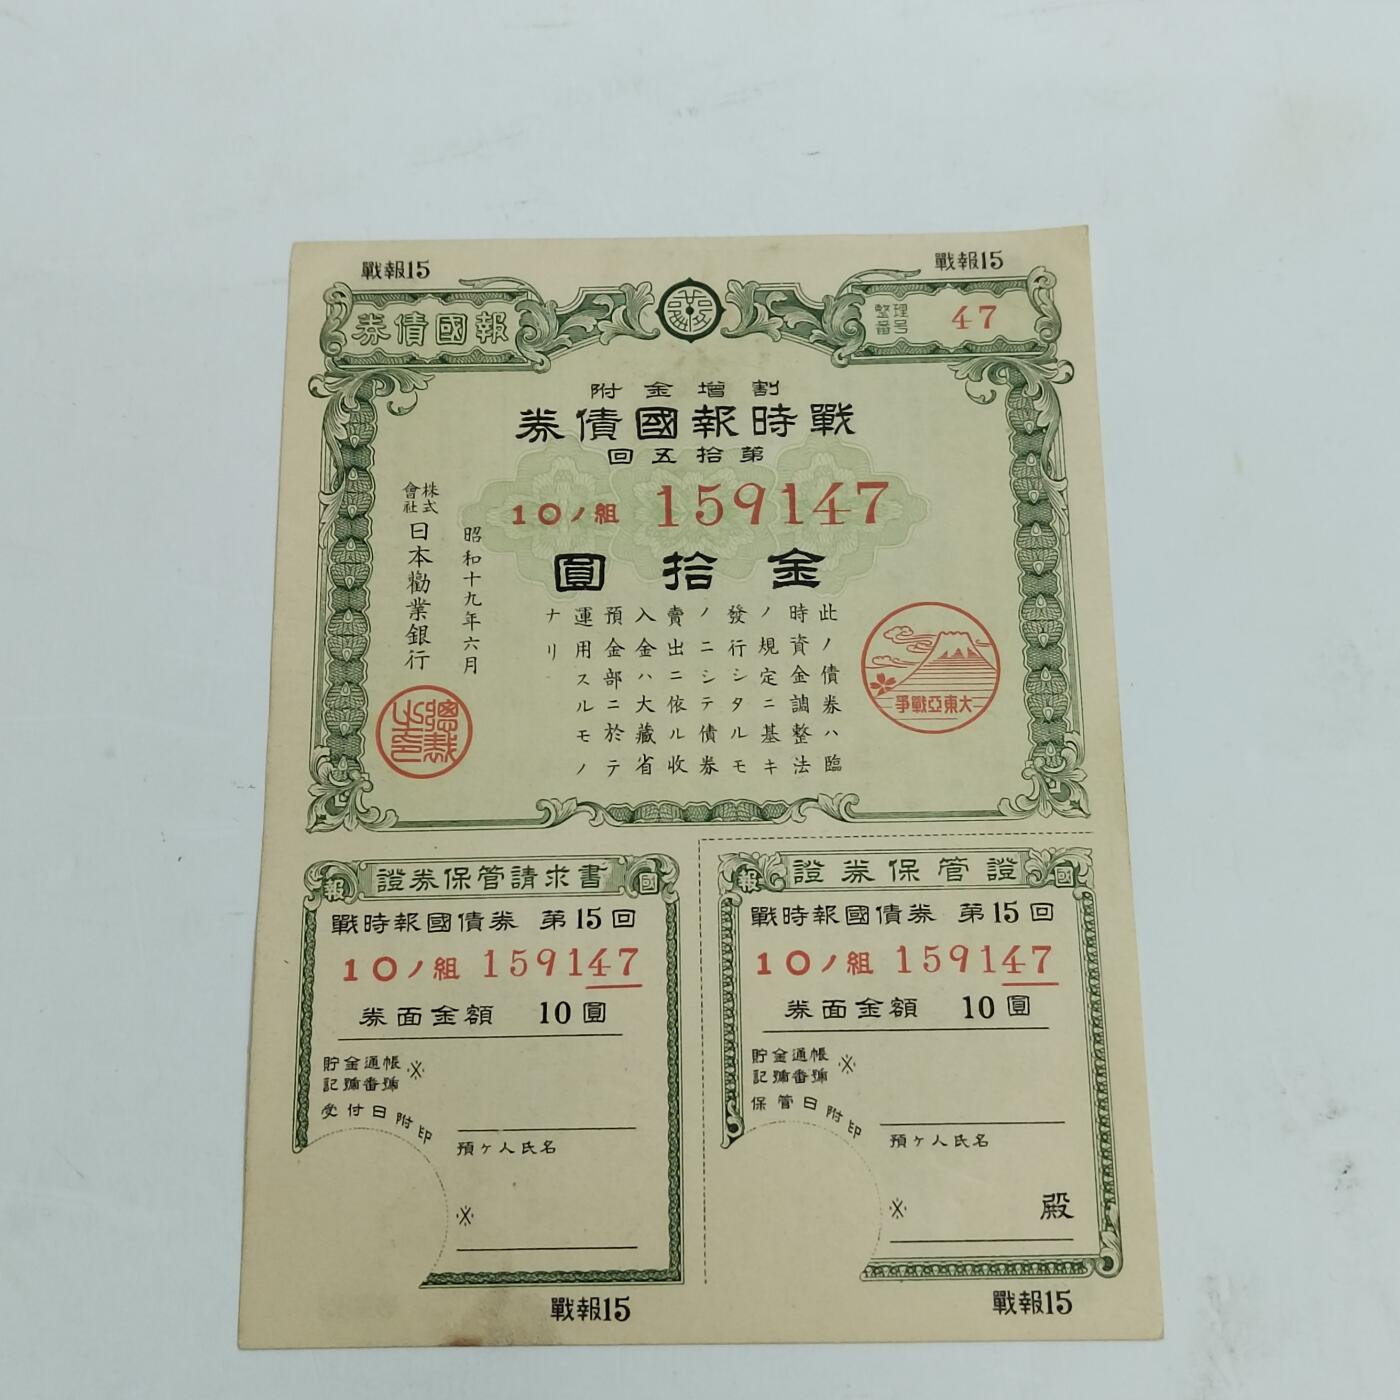 戰報15
戰報15
報國債券
整理番号 47
割增金附
戰時報國債券
第拾五回
10ノ組 159147
金拾圓
此ノ債券ハ臨
時資金調整法
ノ規定ニ基キ
發行シタルモ
ノニシテ債券
賣出ニ依ル收
入金ハ大藏省
預金部ニ於テ
運用スルモノ
ナリ
昭和十九年六月
株式會社日本勸業銀行
總裁之印
大東亞戰爭
證券保管請求書
報
國
戰時報國債券 第15回
10ノ組 159147
券面金額 10圓
貯金通帳
記號番號
※
受付日附印
預ケ人氏名
※
戰報15
證券保管證
報
國
戰時報國債券 第15回
10ノ組 159147
券面金額 10圓
貯金通帳
記號番號
※
保管日附印
預ケ人氏名
※ 殿
戰報15